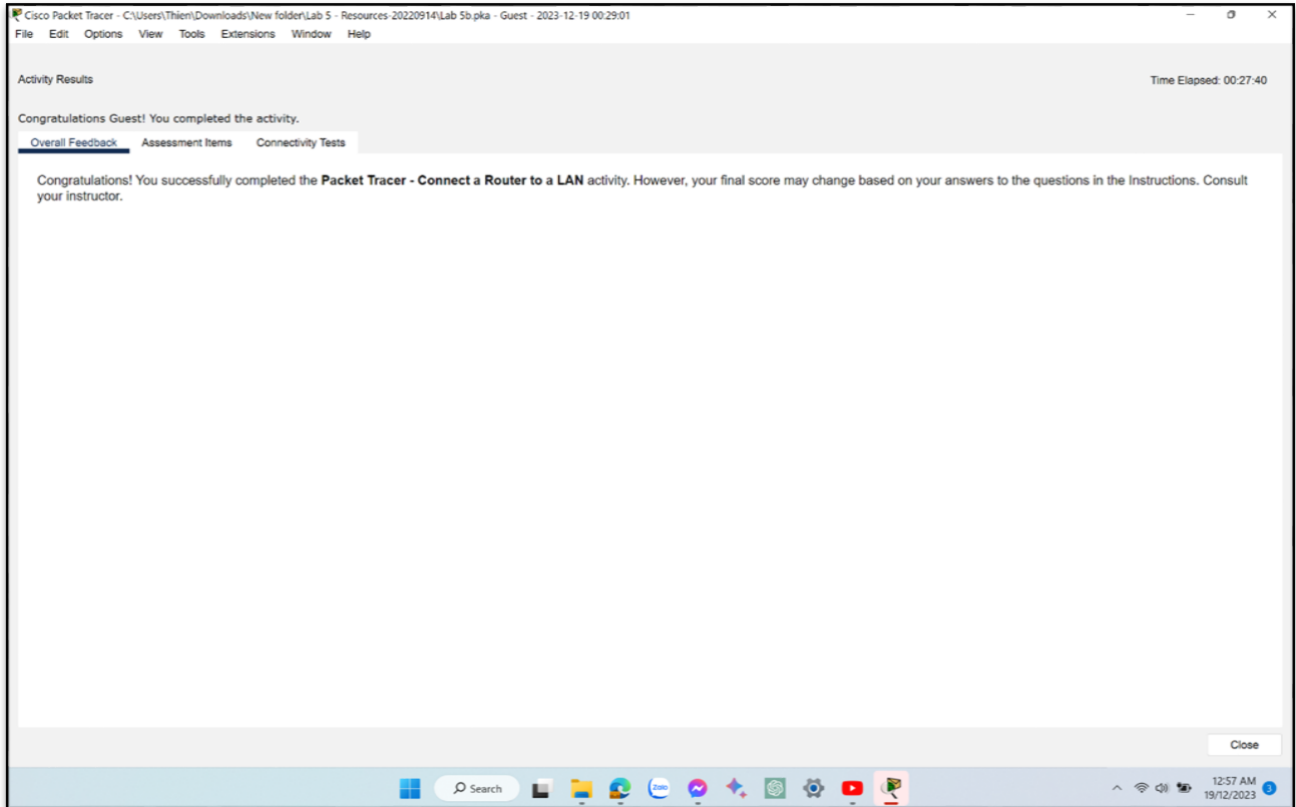 Cisco Packet Tracer - C:\Users\Thien\Downloads\New folder\Lab 5 - Resources-20220914\Lab 5b.pka - Guest - 2023-12-19 00:29:01
File Edit Options View Tools Extensions Window Help
Activity Results
Time Elapsed: 00:27:40
Congratulations Guest! You completed the activity.
Overall Feedback Assessment Items Connectivity Tests
Congratulations! You successfully completed the Packet Tracer - Connect a Router to a LAN activity. However, your final score may change based on your answers to the questions in the Instructions. Consult
your instructor.
Close
Search
Zalo
12:57 AM
19/12/2023
3